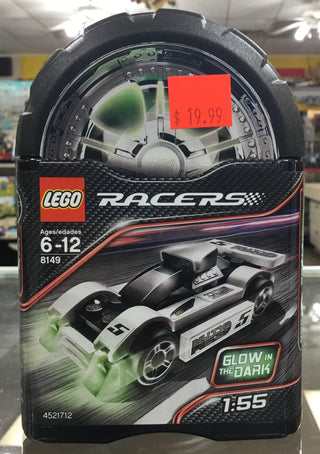 $ 19.99
LEGO RACERS
Ages/edades
6-12
8149
5
5
GLOW IN
THE DARK
1:55
4521712